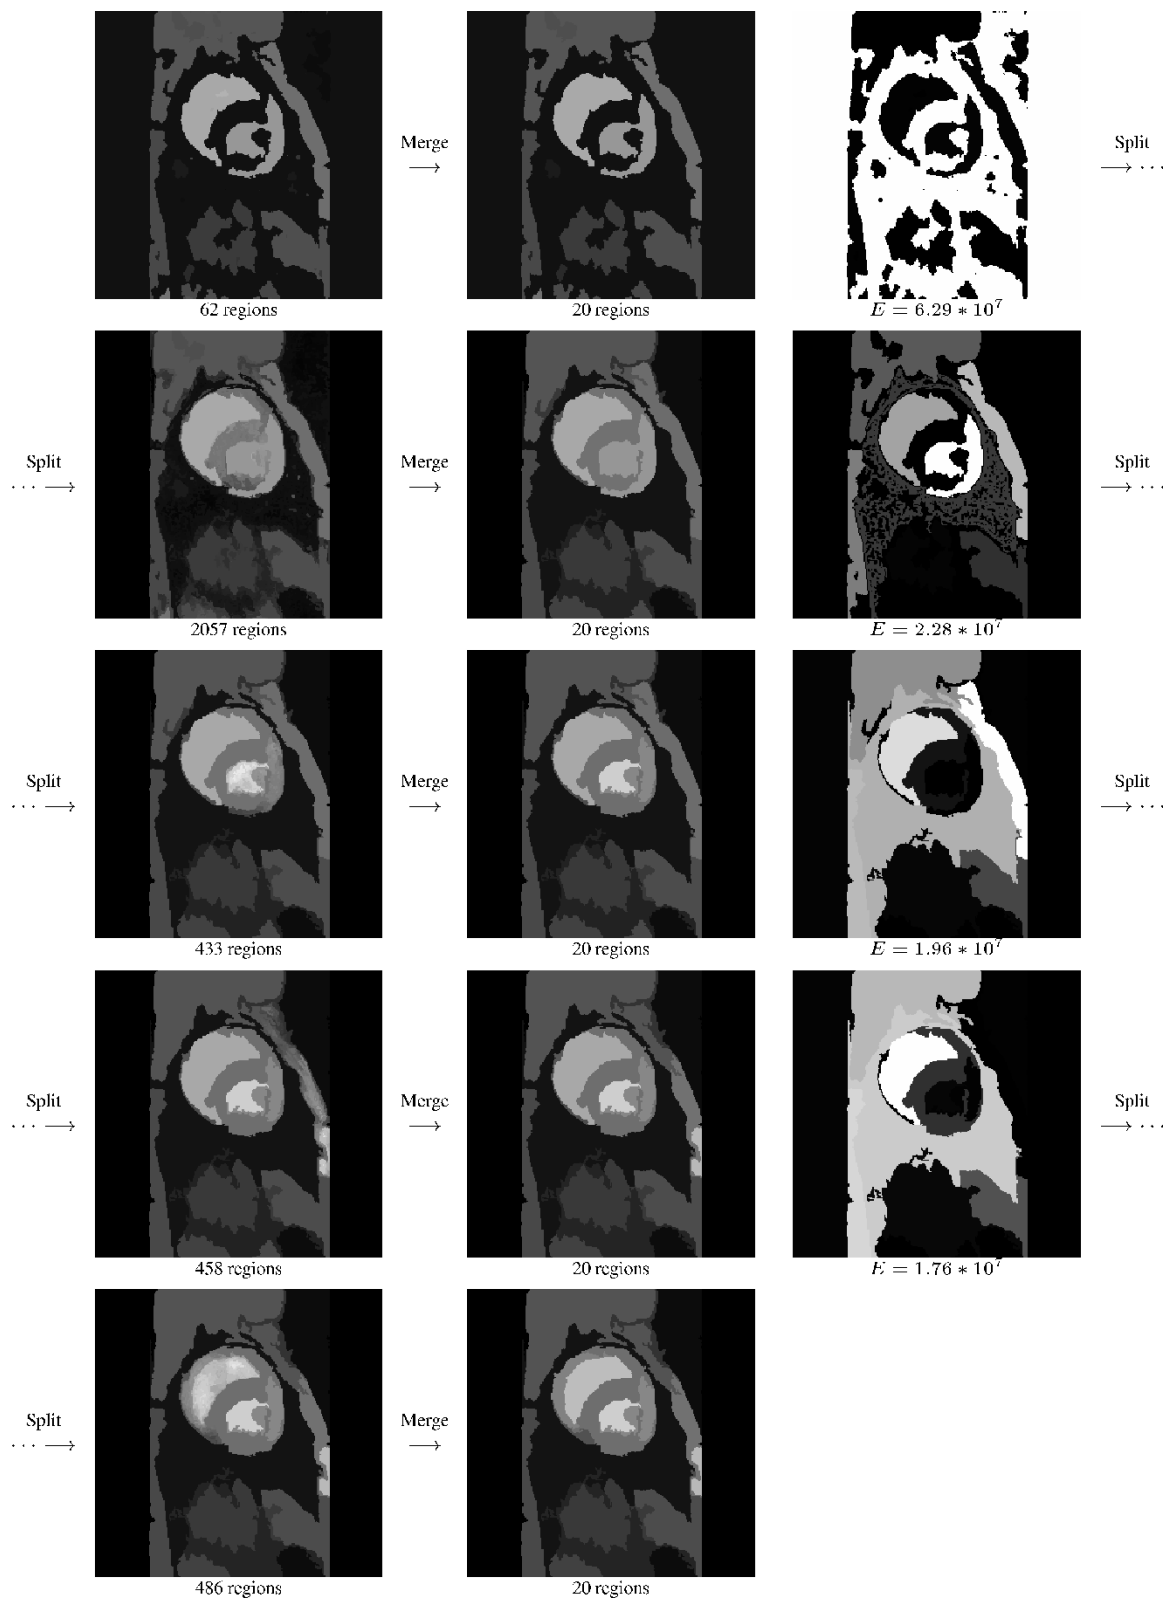 Merge
Split
62 regions
20 regions
E = 6.29 * 10^7
Split
Merge
Split
2057 regions
20 regions
E = 2.28 * 10^7
Split
Merge
Split
433 regions
20 regions
E = 1.96 * 10^7
Split
Merge
Split
458 regions
20 regions
E = 1.76 * 10^7
Split
Merge
486 regions
20 regions